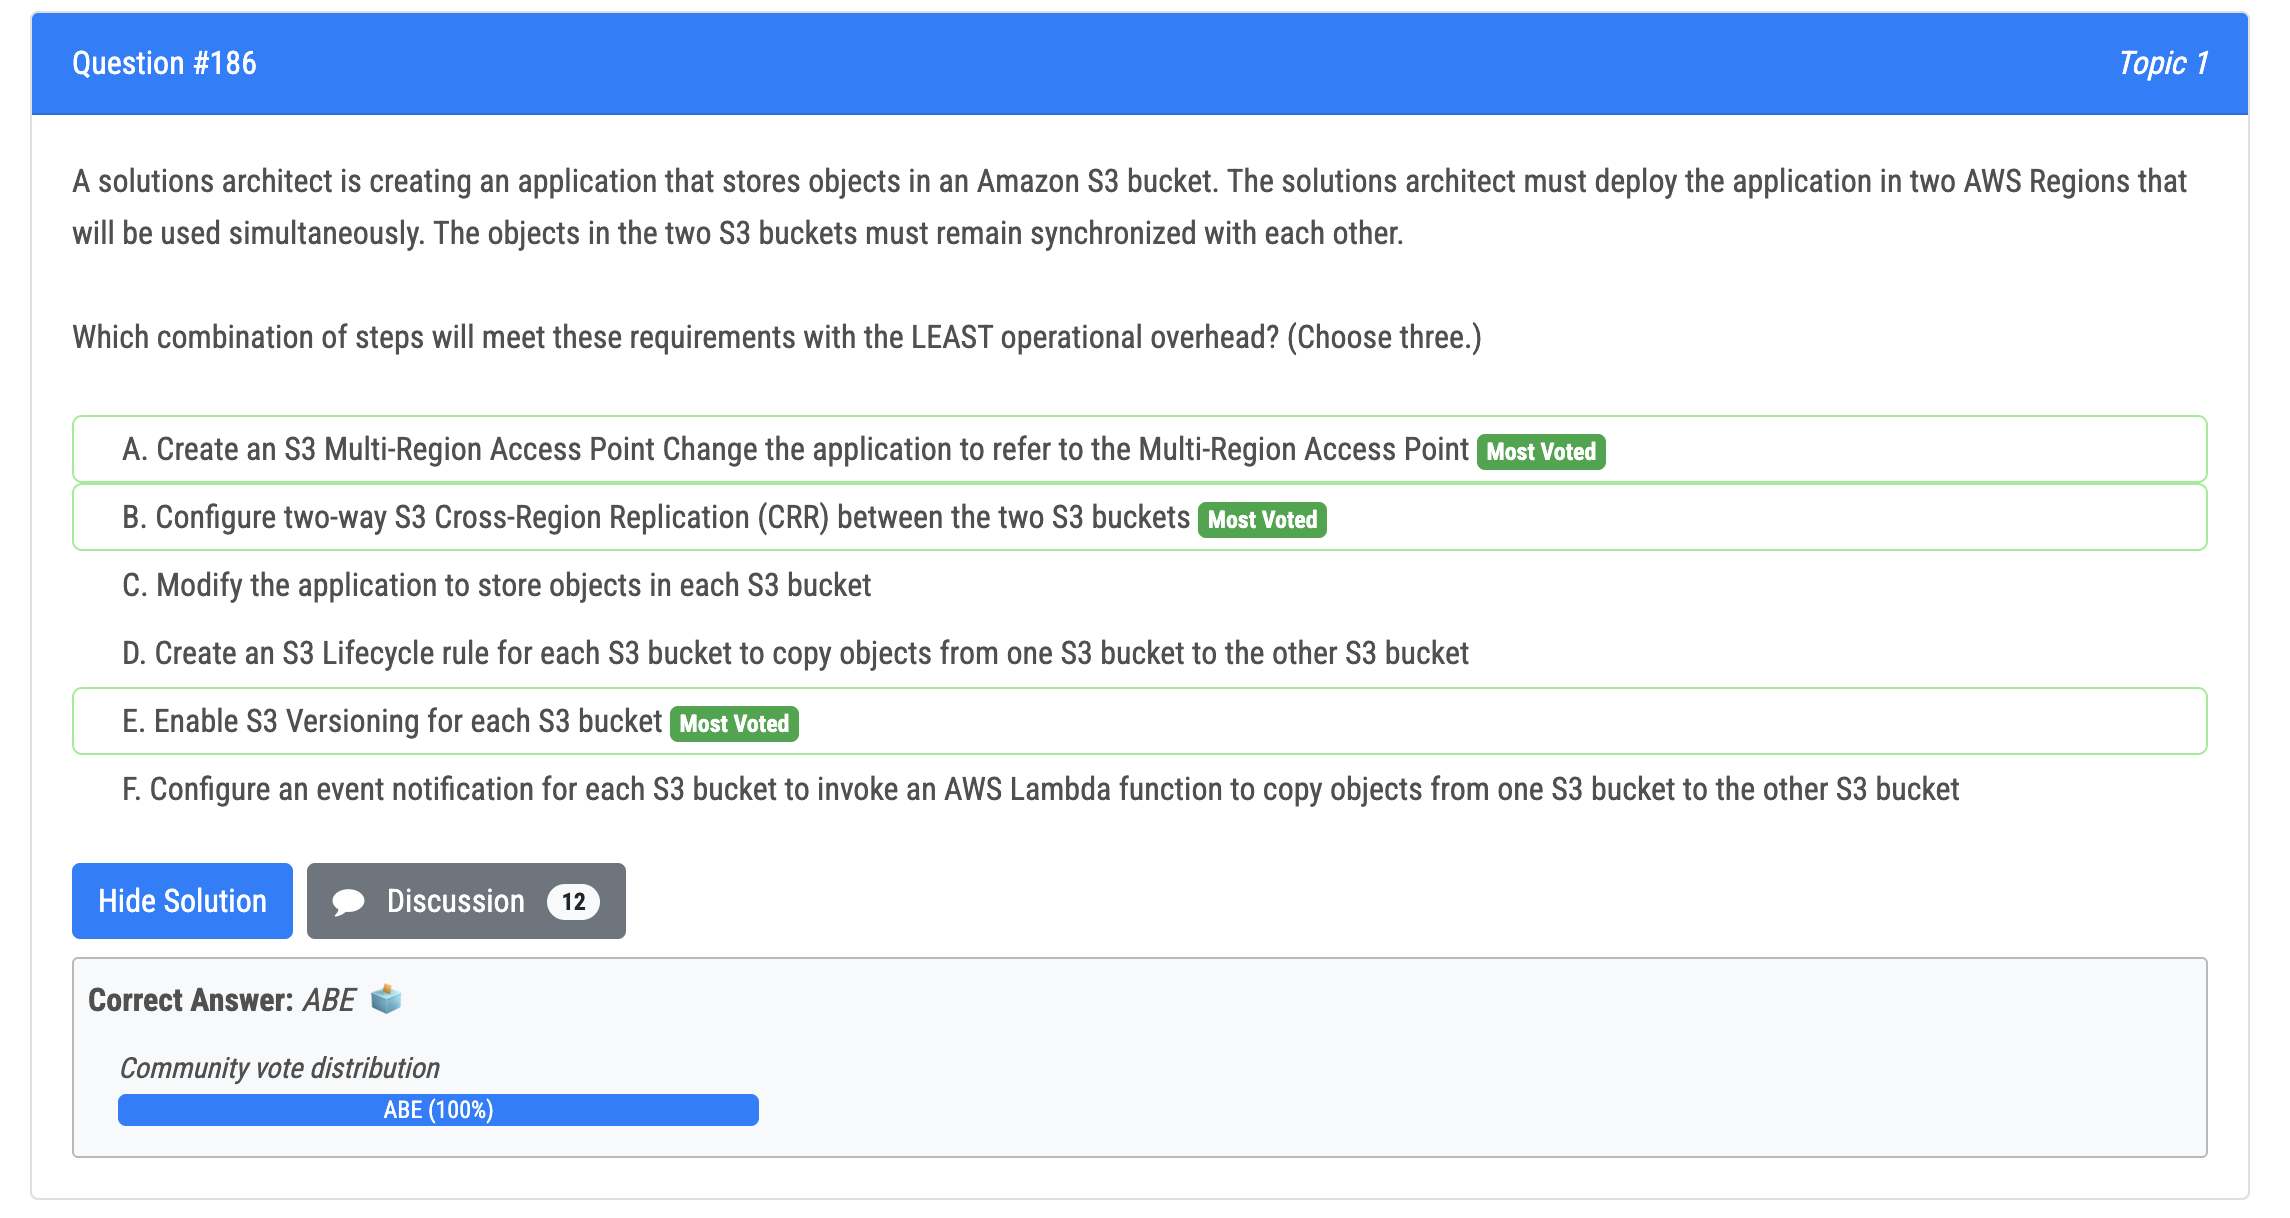 Question #186
Topic 1
A solutions architect is creating an application that stores objects in an Amazon S3 bucket. The solutions architect must deploy the application in two AWS Regions that
will be used simultaneously. The objects in the two S3 buckets must remain synchronized with each other.
Which combination of steps will meet these requirements with the LEAST operational overhead? (Choose three.)
A. Create an S3 Multi-Region Access Point Change the application to refer to the Multi-Region Access Point Most Voted
B. Configure two-way S3 Cross-Region Replication (CRR) between the two S3 buckets Most Voted
C. Modify the application to store objects in each S3 bucket
D. Create an S3 Lifecycle rule for each S3 bucket to copy objects from one S3 bucket to the other S3 bucket
E. Enable S3 Versioning for each S3 bucket Most Voted
F. Configure an event notification for each S3 bucket to invoke an AWS Lambda function to copy objects from one S3 bucket to the other S3 bucket
Hide Solution Discussion 12
Correct Answer: ABE
Community vote distribution
ABE (100%)